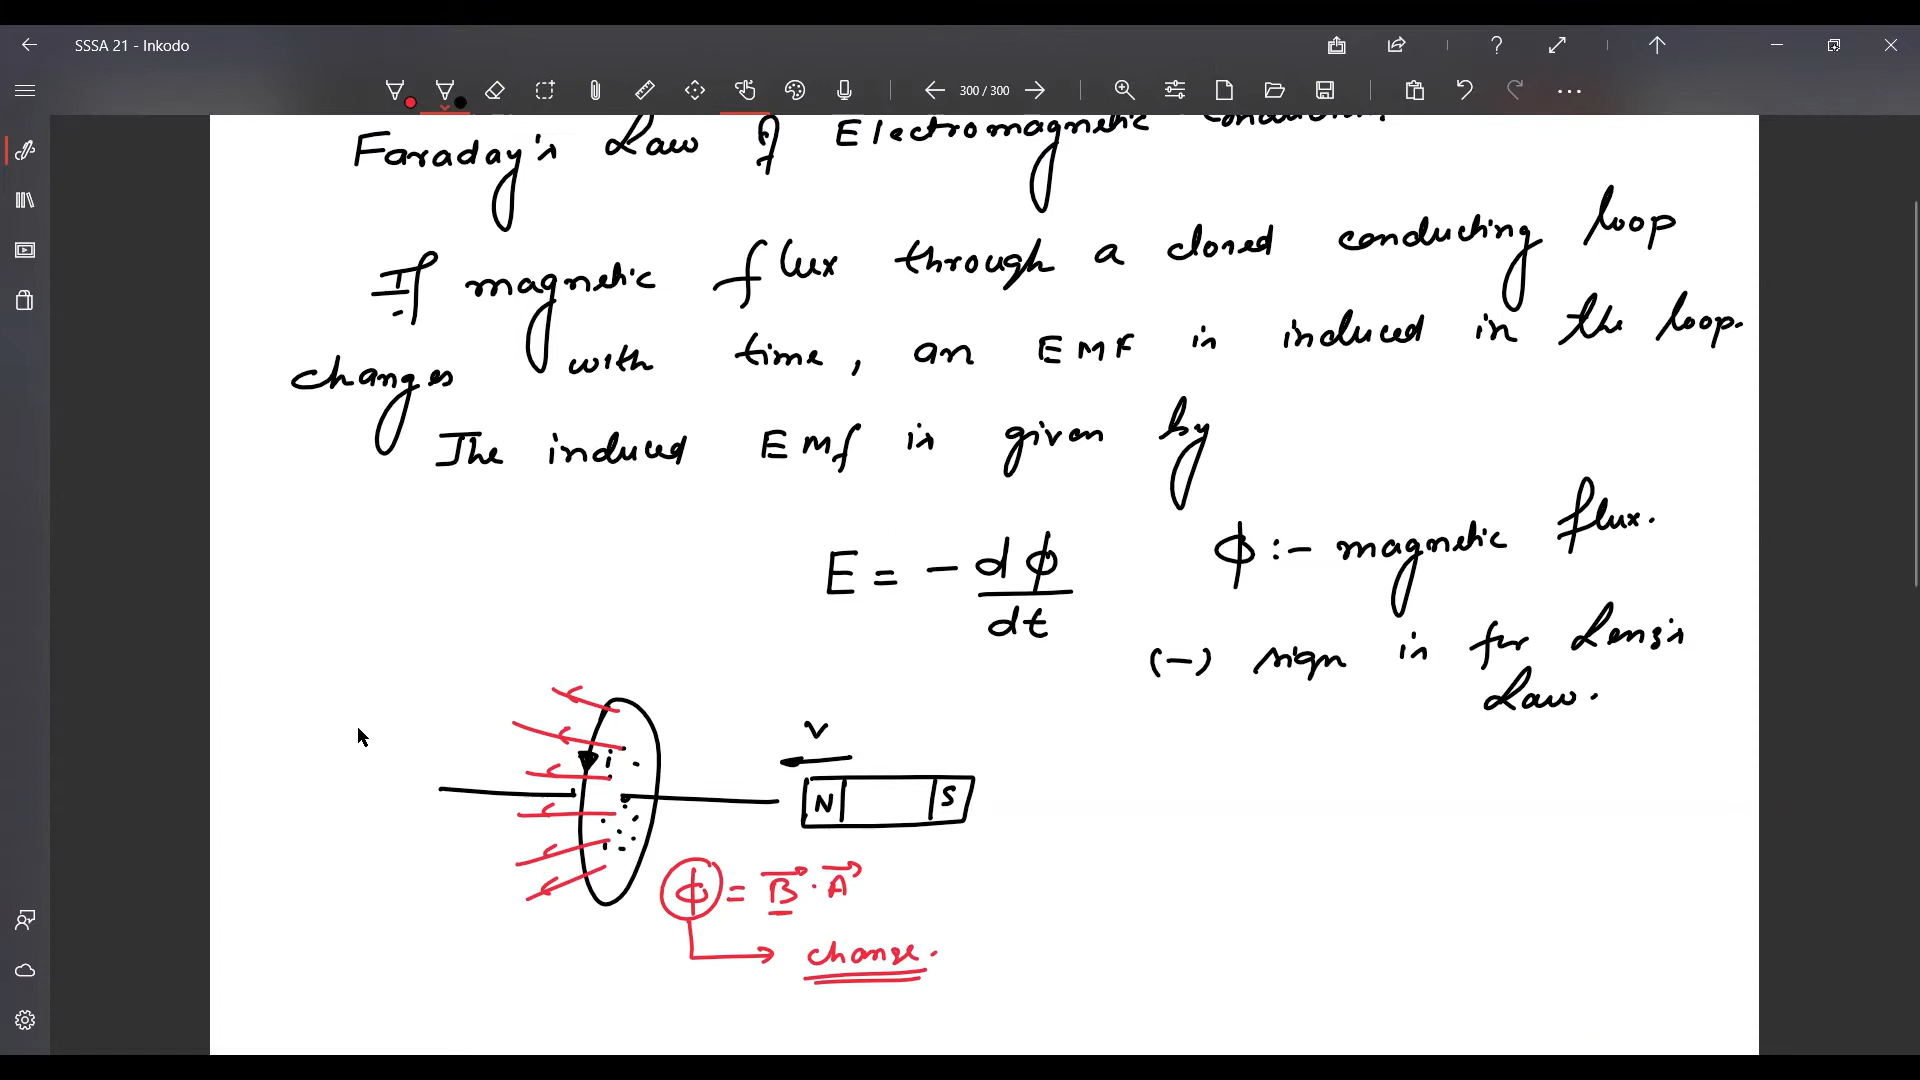 SSSA 21 - Inkodo
300 / 300
Faraday's Law of Electromagnetic
If magnetic flux through a closed conducting loop
changes with time, an EMF is induced in the loop.
The induced EMf is given by
E = - dϕ/dt
ϕ :- magnetic flux.
(-) sign is for Lenz's
Law.
V
N S
ϕ = B⃗ · A⃗
change.